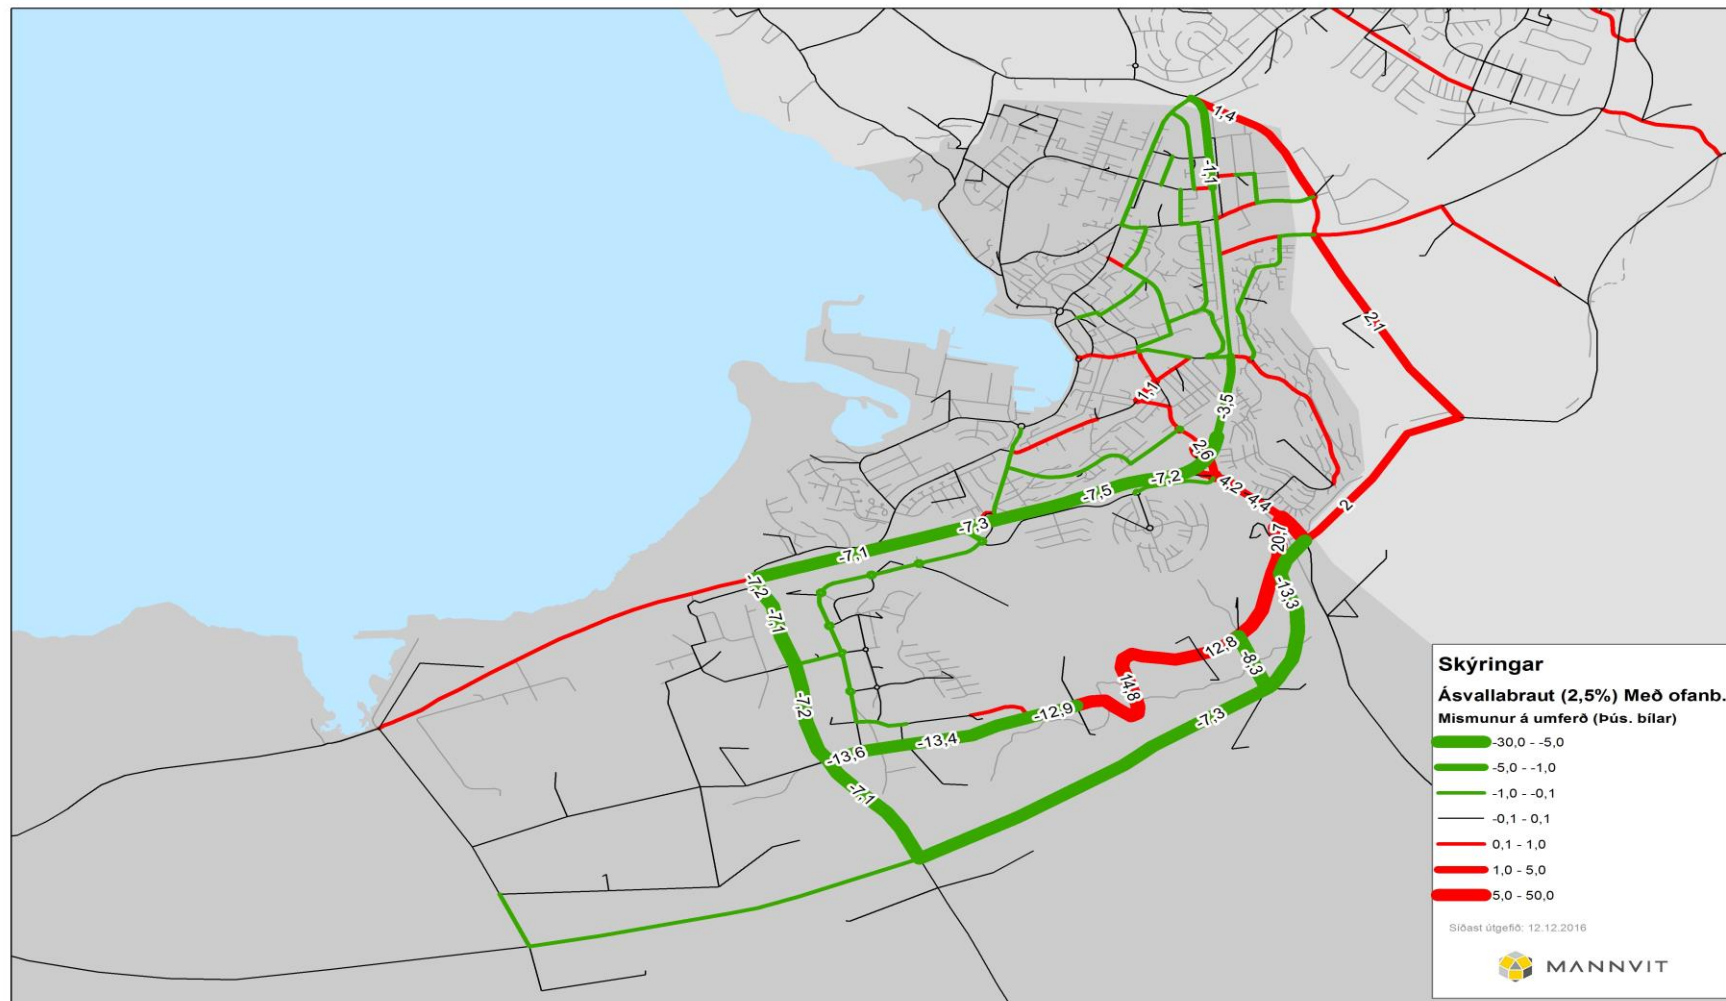 1,4
-1,1
2,1
1,1
-3,5
2,6
-7,2
-7,5
4,2
4,4
2
-7,3
20,7
-7,1
-7,2
-13,3
-7,1
12,8
-8,3
14,8
-7,2
-12,9
-7,3
-13,4
-13,6
-7,1
Skýringar
Ásvallabraut (2,5%) Með ofanb.
Mismunur á umferð (Þús. bílar)
-30,0 - -5,0
-5,0 - -1,0
-1,0 - -0,1
-0,1 - 0,1
0,1 - 1,0
1,0 - 5,0
5,0 - 50,0
Síðast útgefið: 12.12.2016
MANNVIT